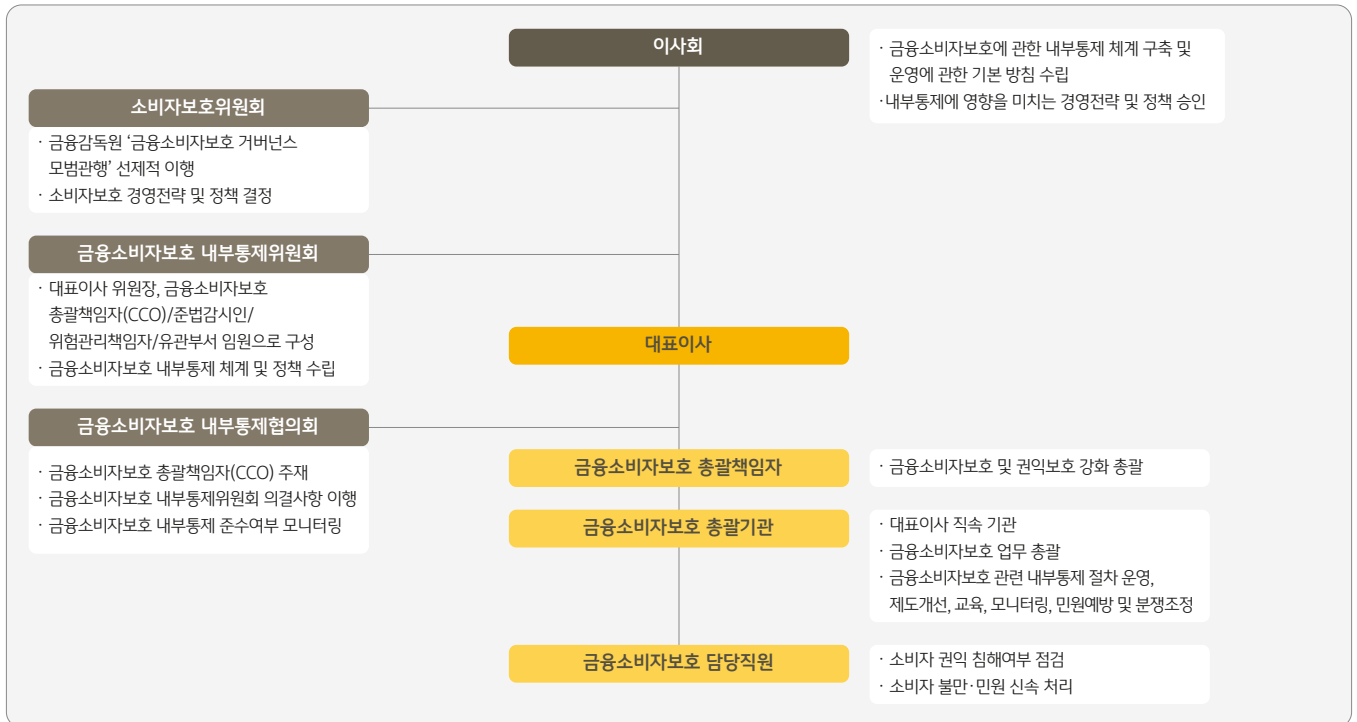 이사회
· 금융소비자보호에 관한 내부통제 체계 구축 및
운영에 관한 기본 방침 수립
·내부통제에 영향을 미치는 경영전략 및 정책 승인
소비자보호위원회
· 금융감독원 ‘금융소비자보호 거버넌스
모범관행’ 선제적 이행
· 소비자보호 경영전략 및 정책 결정
금융소비자보호 내부통제위원회
· 대표이사 위원장, 금융소비자보호
총괄책임자(CCO)/준법감시인/
위험관리책임자/유관부서 임원으로 구성
· 금융소비자보호 내부통제 체계 및 정책 수립
대표이사
금융소비자보호 내부통제협의회
· 금융소비자보호 총괄책임자(CCO) 주재
· 금융소비자보호 내부통제위원회 의결사항 이행
· 금융소비자보호 내부통제 준수여부 모니터링
금융소비자보호 총괄책임자
· 금융소비자보호 및 권익보호 강화 총괄
금융소비자보호 총괄기관
· 대표이사 직속 기관
· 금융소비자보호 업무 총괄
· 금융소비자보호 관련 내부통제 절차 운영,
제도개선, 교육, 모니터링, 민원예방 및 분쟁조정
금융소비자보호 담당직원
· 소비자 권익 침해여부 점검
· 소비자 불만·민원 신속 처리